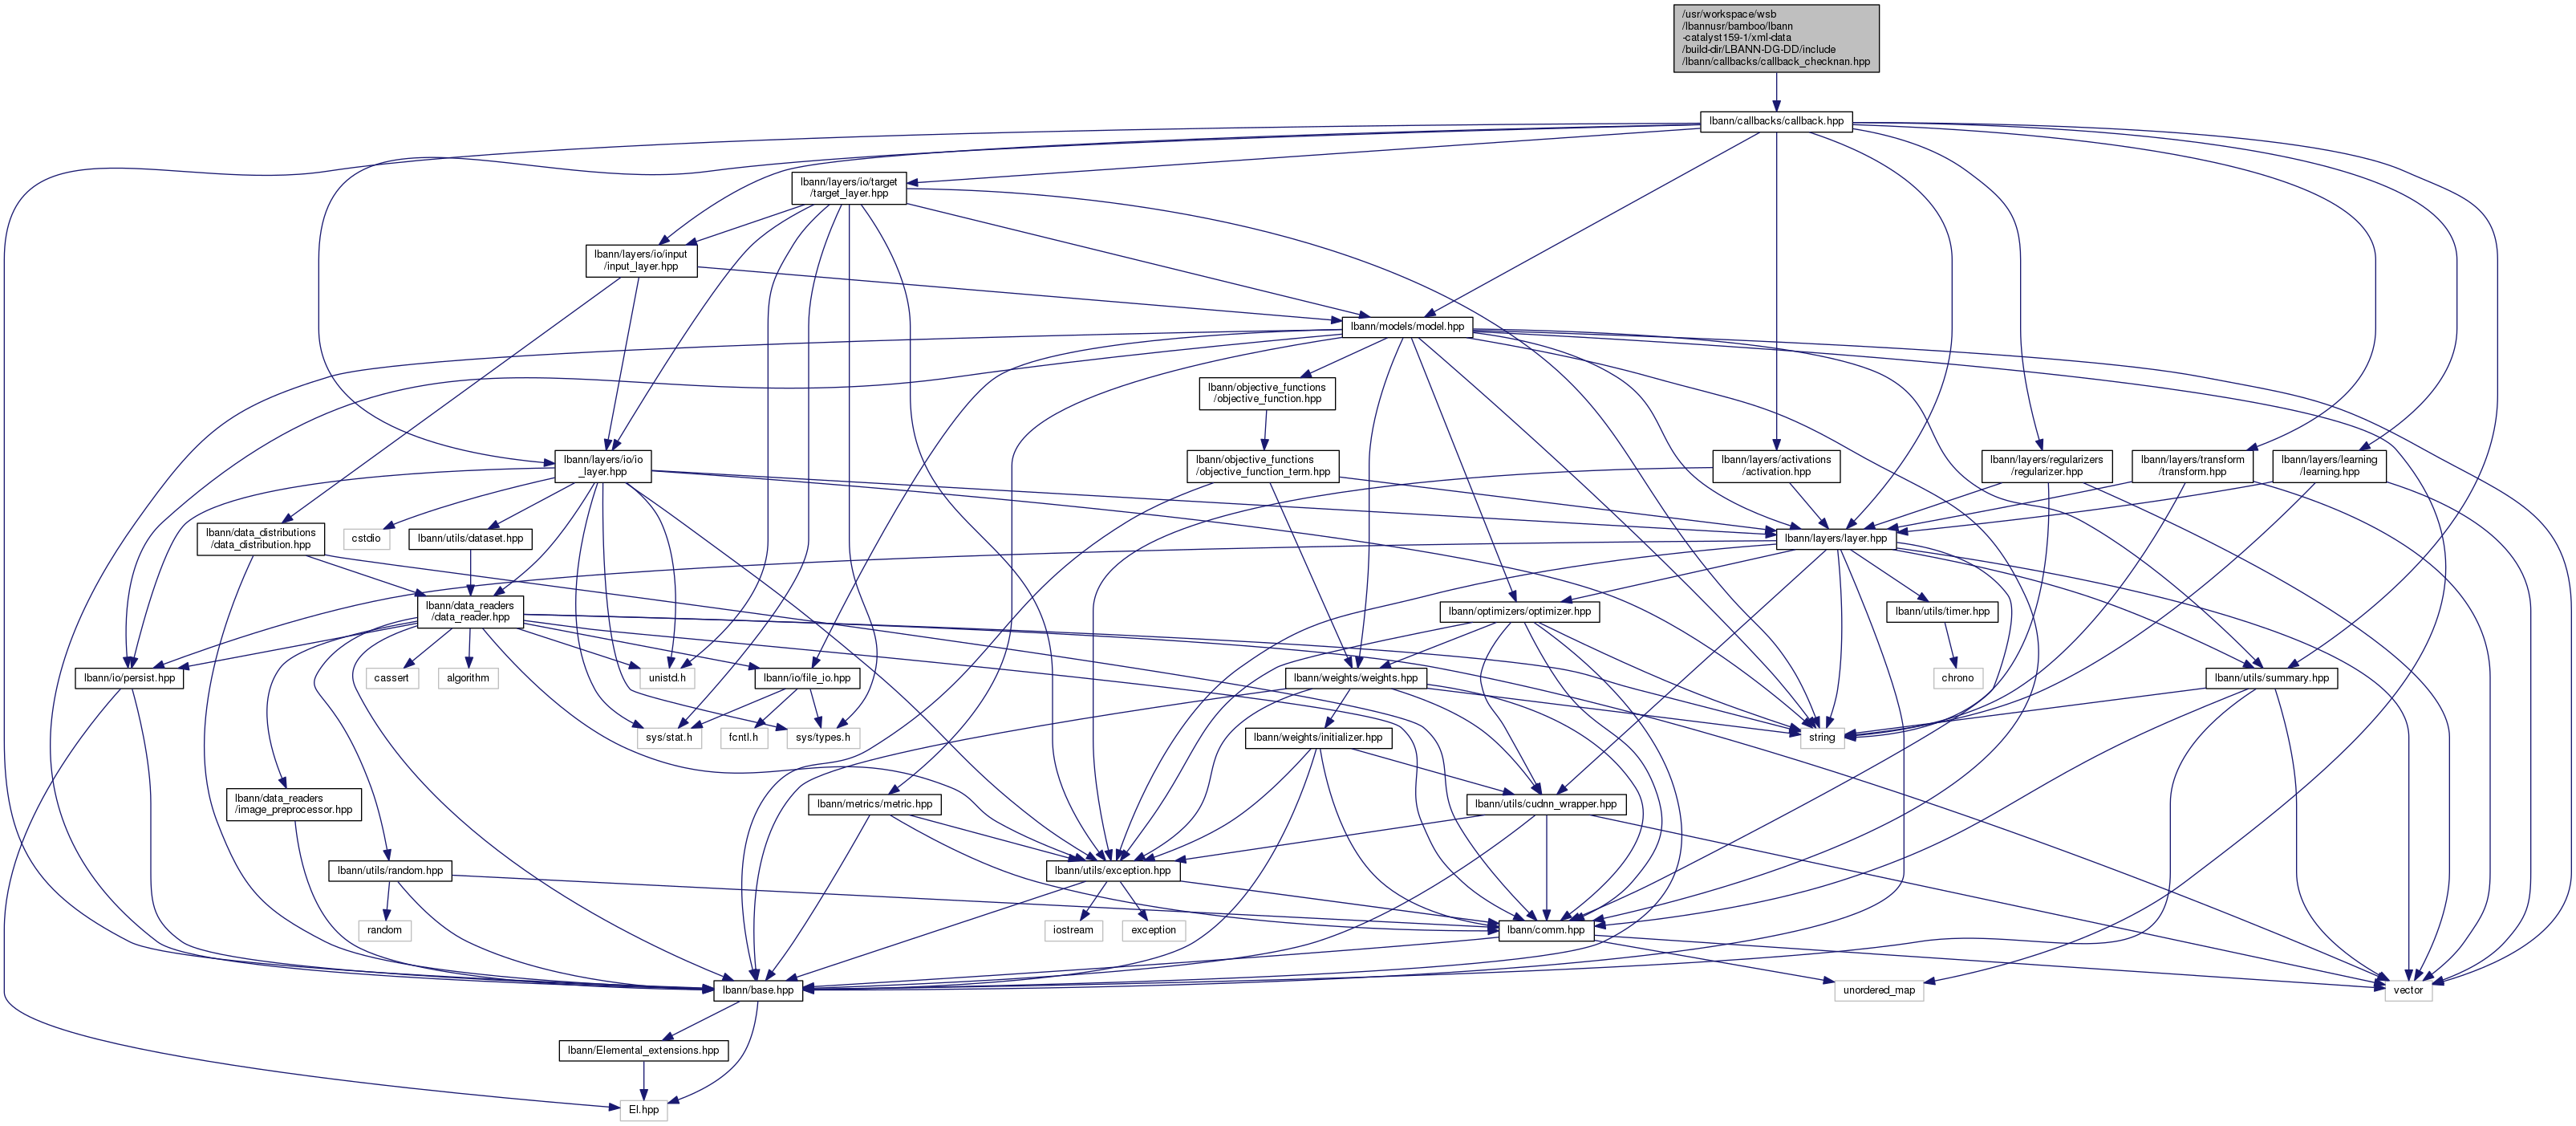 /usr/workspace/wsb
/lbannusr/bamboo/lbann
-catalyst159-1/xml-data
/build-dir/LBANN-DG-DD/include
/lbann/callbacks/callback_checknan.hpp
lbann/callbacks/callback.hpp
lbann/layers/io/target
/target_layer.hpp
lbann/layers/io/input
/input_layer.hpp
lbann/models/model.hpp
lbann/objective_functions
/objective_function.hpp
lbann/layers/io/io
_layer.hpp
lbann/objective_functions
/objective_function_term.hpp
lbann/layers/activations
/activation.hpp
lbann/layers/regularizers
/regularizer.hpp
lbann/layers/transform
/transform.hpp
lbann/layers/learning
/learning.hpp
lbann/data_distributions
/data_distribution.hpp
cstdio
lbann/utils/dataset.hpp
lbann/layers/layer.hpp
lbann/data_readers
/data_reader.hpp
lbann/optimizers/optimizer.hpp
lbann/utils/timer.hpp
lbann/io/persist.hpp
cassert
algorithm
unistd.h
lbann/io/file_io.hpp
lbann/weights/weights.hpp
chrono
lbann/utils/summary.hpp
sys/stat.h
fcntl.h
sys/types.h
lbann/weights/initializer.hpp
string
lbann/data_readers
/image_preprocessor.hpp
lbann/metrics/metric.hpp
lbann/utils/cudnn_wrapper.hpp
lbann/utils/random.hpp
lbann/utils/exception.hpp
random
iostream
exception
lbann/comm.hpp
lbann/base.hpp
unordered_map
vector
lbann/Elemental_extensions.hpp
El.hpp